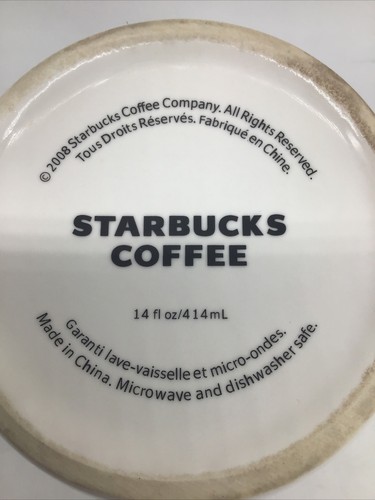 © 2008 Starbucks Coffee Company. All Rights Reserved.
Tous Droits Réservés. Fabriqué en Chine.
STARBUCKS
COFFEE
14 fl oz/414mL
Garanti lave-vaisselle et micro-ondes.
Made in China. Microwave and dishwasher safe.